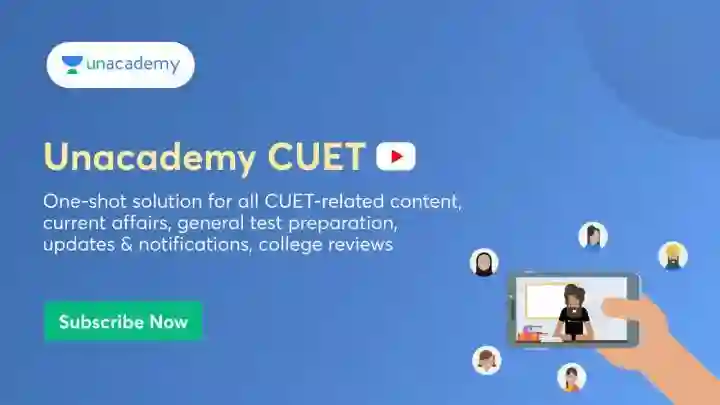 unacademy
Unacademy CUET
One-shot solution for all CUET-related content,
current affairs, general test preparation,
updates & notifications, college reviews
Subscribe Now